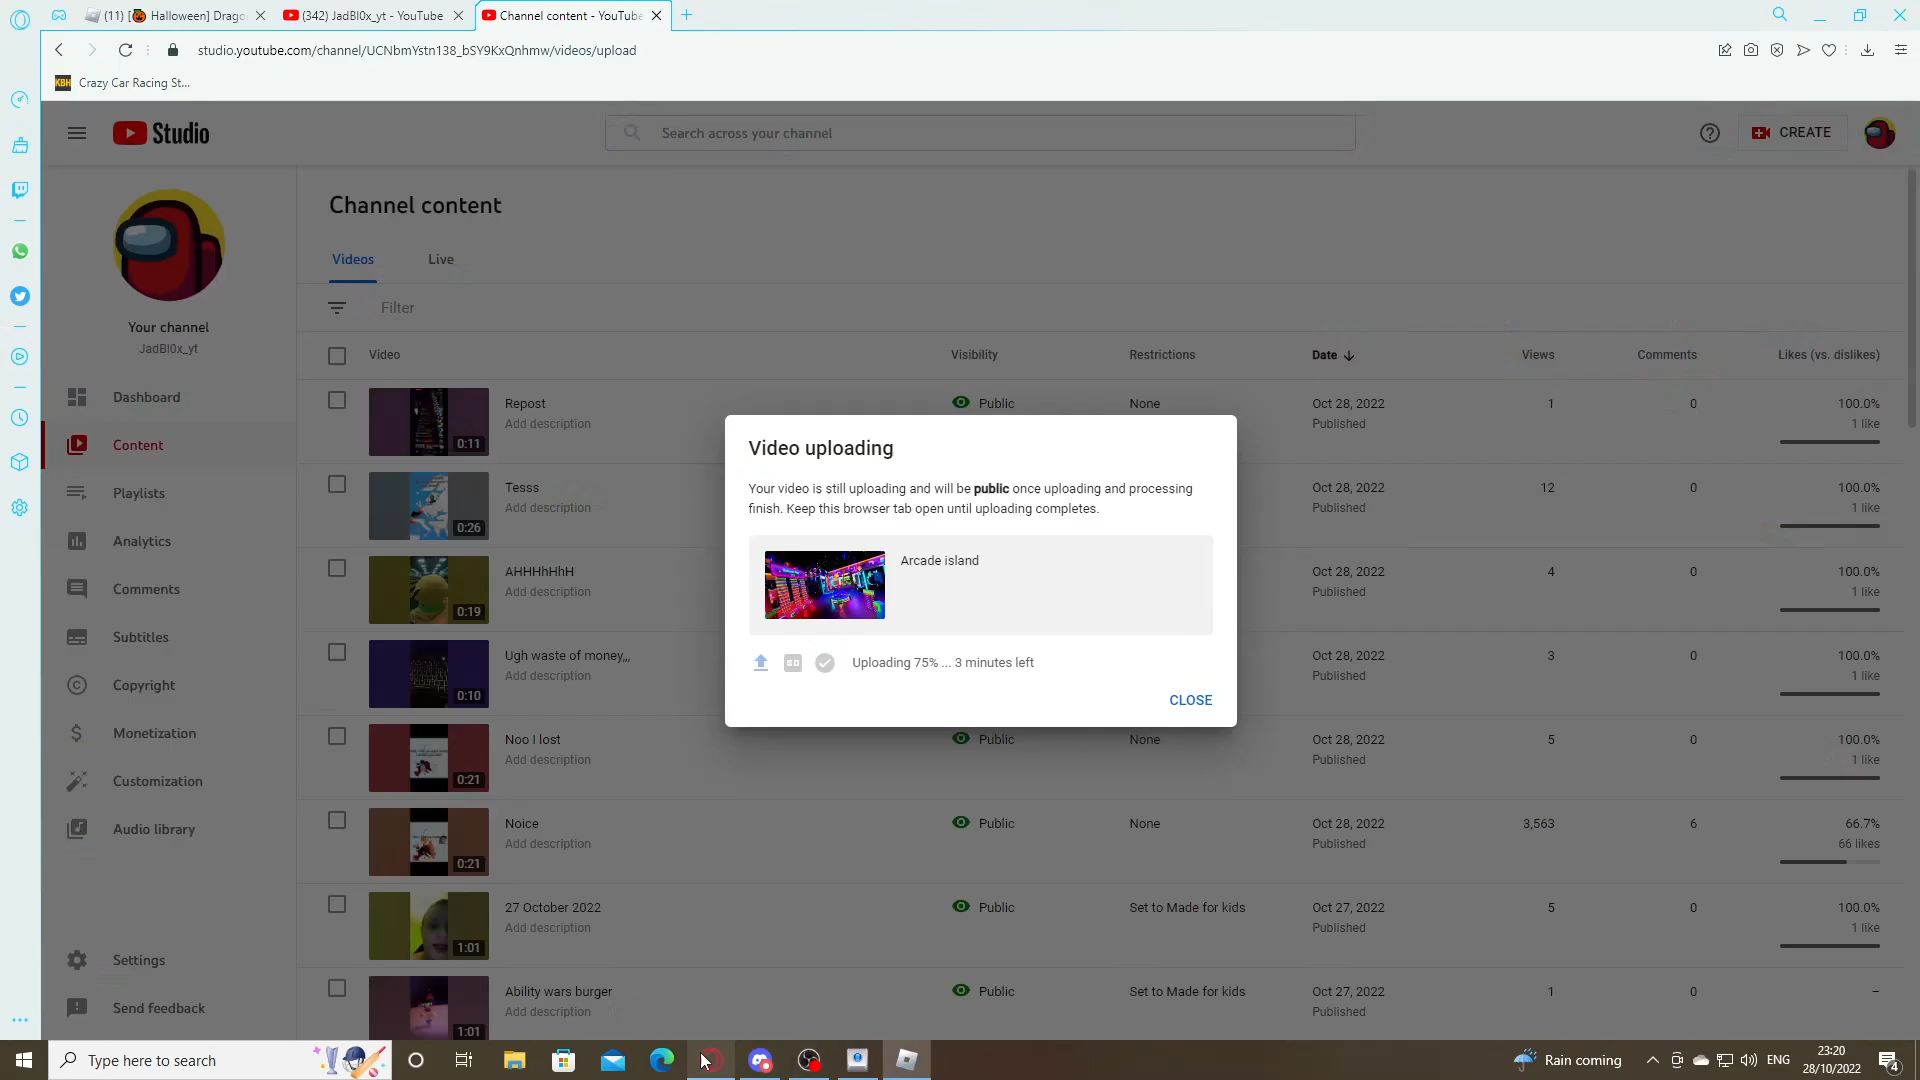 (11) [🎃 Halloween] Drago
(342) JadBl0x_yt - YouTube
Channel content - YouTube
studio.youtube.com/channel/UCNbmYstn138_bSY9KxQnhmw/videos/upload
KBH Crazy Car Racing St...
Studio
Search across your channel
CREATE
Your channel
JadBl0x_yt
Dashboard
Content
Playlists
Analytics
Comments
Subtitles
Copyright
Monetization
Customization
Audio library
Settings
Send feedback
Channel content
Videos Live
Filter
Video Visibility Restrictions Date Views Comments Likes (vs. dislikes)
Repost Public None Oct 28, 2022 1 0 100.0%
0:11 Add description Published 1 like
Tesss Oct 28, 2022 12 0 100.0%
0:26 Add description Published 1 like
AHHHhHhH Oct 28, 2022 4 0 100.0%
0:19 Add description Published 1 like
Ugh waste of money,,, Oct 28, 2022 3 0 100.0%
0:10 Add description Published 1 like
Noo I lost Public None Oct 28, 2022 5 0 100.0%
0:21 Add description Published 1 like
Noice Public None Oct 28, 2022 3,563 6 66.7%
0:21 Add description Published 66 likes
27 October 2022 Public Set to Made for kids Oct 27, 2022 5 0 100.0%
1:01 Add description Published 1 like
Ability wars burger Public Set to Made for kids Oct 27, 2022 1 0 –
1:01 Add description Published
Video uploading
Your video is still uploading and will be public once uploading and processing
finish. Keep this browser tab open until uploading completes.
Arcade island
SD Uploading 75% ... 3 minutes left
CLOSE
Type here to search
Rain coming
ENG
23:20
28/10/2022
4